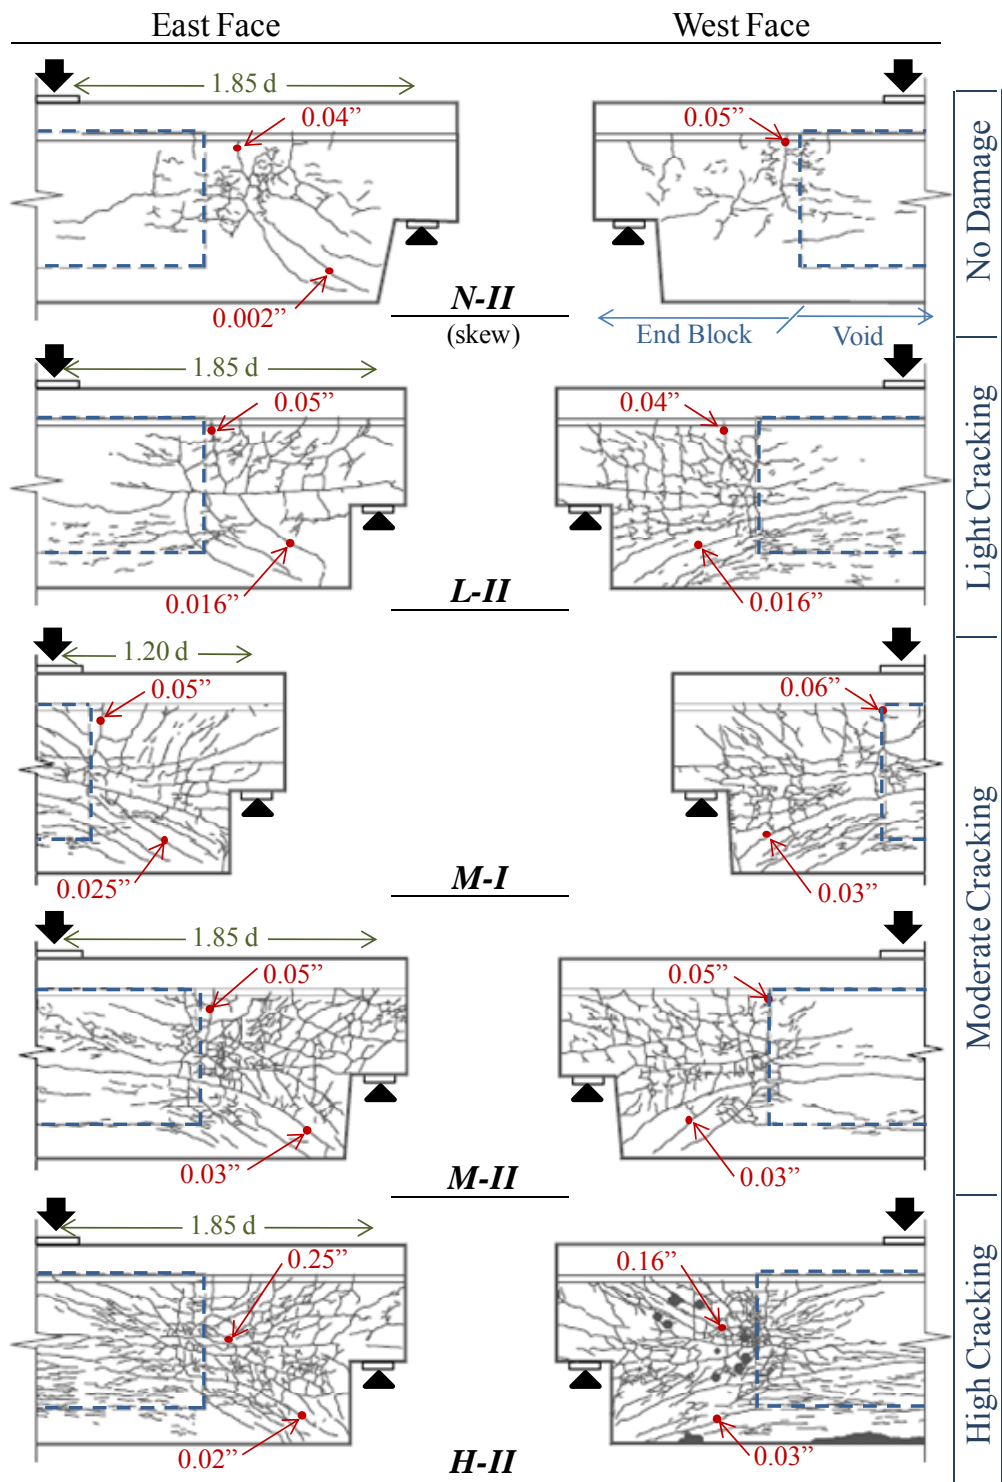 East Face
West Face
1.85 d
0.04”
0.05”
0.002”
N-II
(skew)
End Block
Void
No Damage
1.85 d
0.05”
0.04”
0.016”
0.016”
L-II
Light Cracking
1.20 d
0.05”
0.06”
0.025”
0.03”
M-I
1.85 d
0.05”
0.05”
0.03”
0.03”
M-II
Moderate Cracking
1.85 d
0.25”
0.16”
0.02”
0.03”
H-II
High Cracking